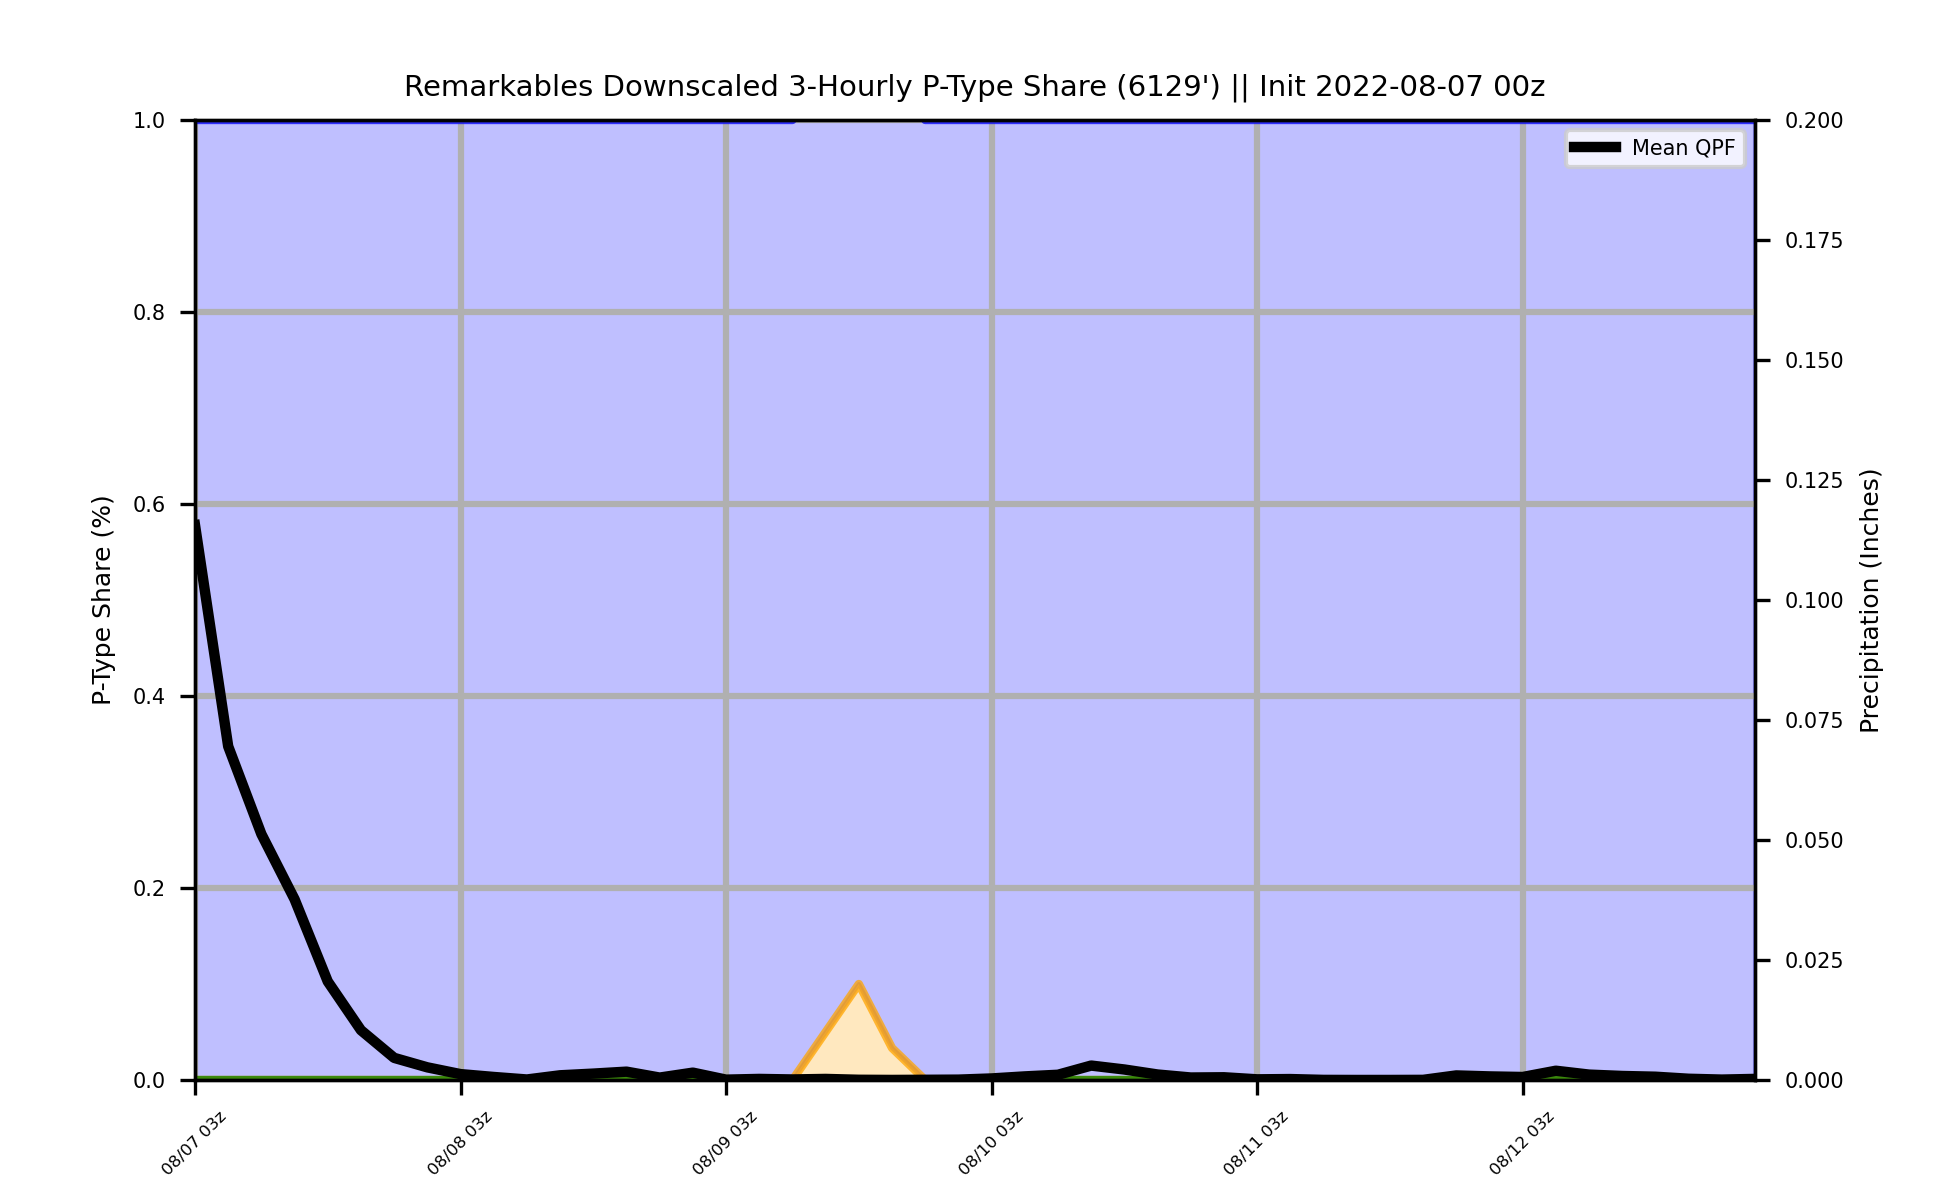 Remarkables Downscaled 3-Hourly P-Type Share (6129') || Init 2022-08-07 00z
Mean QPF
P-Type Share (%)
1.0
0.8
0.6
0.4
0.2
0.0
0.200
0.175
0.150
0.125
0.100
0.075
0.050
0.025
0.000
Precipitation (Inches)
08/07 03z
08/08 03z
08/09 03z
08/10 03z
08/11 03z
08/12 03z